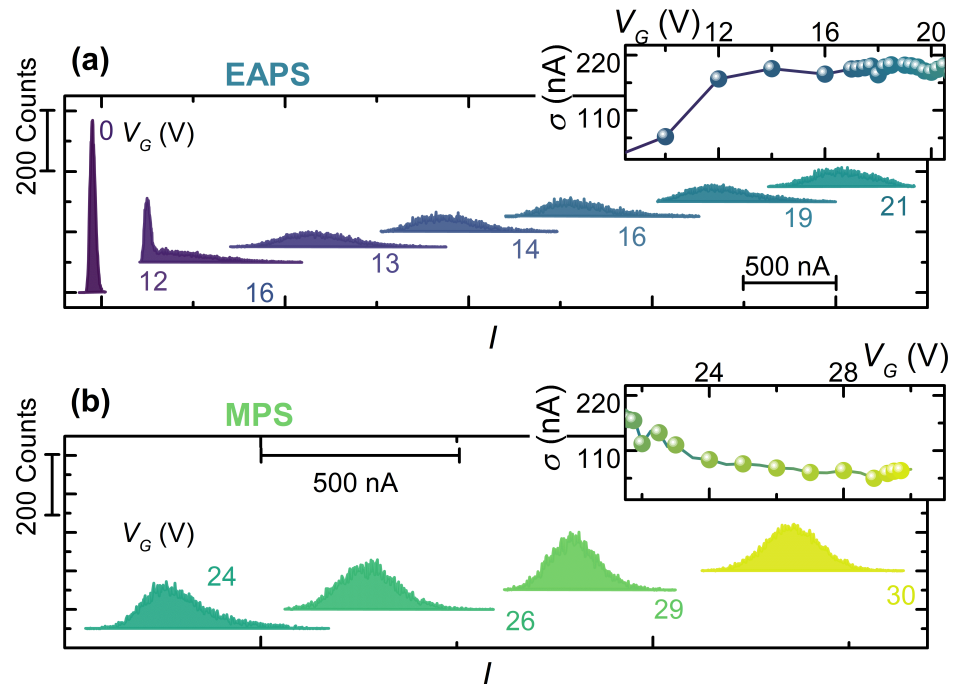 (a)
EAPS
V_G (V)
12 16 20
220
110
σ (nA)
200 Counts
0 V_G (V)
12
16
13
14
16
19
21
500 nA
I
(b)
MPS
V_G (V)
24 28
220
110
σ (nA)
200 Counts
500 nA
V_G (V)
24
26
29
30
I